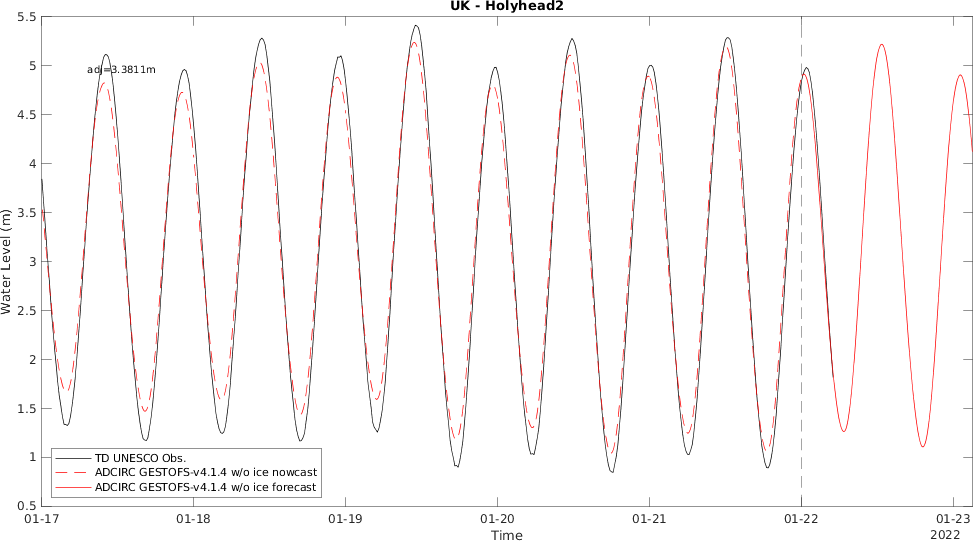 UK - Holyhead2
5.5
5
4.5
4
3.5
3
2.5
2
1.5
1
0.5
Water Level (m)
adj=3.3811m
TD UNESCO Obs.
ADCIRC GESTOFS-v4.1.4 w/o ice nowcast
ADCIRC GESTOFS-v4.1.4 w/o ice forecast
01-17 01-18 01-19 01-20 01-21 01-22 01-23
Time 2022